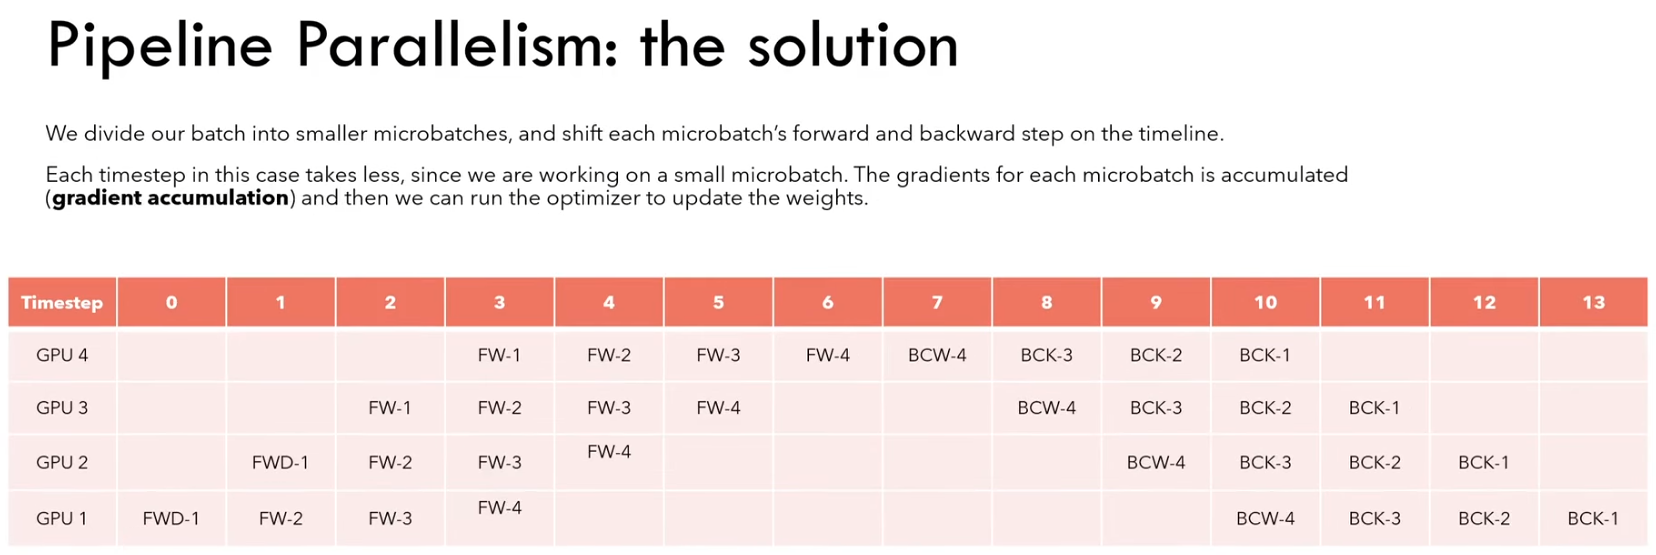 Pipeline Parallelism: the solution
We divide our batch into smaller microbatches, and shift each microbatch’s forward and backward step on the timeline.
Each timestep in this case takes less, since we are working on a small microbatch. The gradients for each microbatch is accumulated
(gradient accumulation) and then we can run the optimizer to update the weights.
Timestep 0 1 2 3 4 5 6 7 8 9 10 11 12 13
GPU 4 FW-1 FW-2 FW-3 FW-4 BCW-4 BCK-3 BCK-2 BCK-1
GPU 3 FW-1 FW-2 FW-3 FW-4 BCW-4 BCK-3 BCK-2 BCK-1
GPU 2 FWD-1 FW-2 FW-3 FW-4 BCW-4 BCK-3 BCK-2 BCK-1
GPU 1 FWD-1 FW-2 FW-3 FW-4 BCW-4 BCK-3 BCK-2 BCK-1